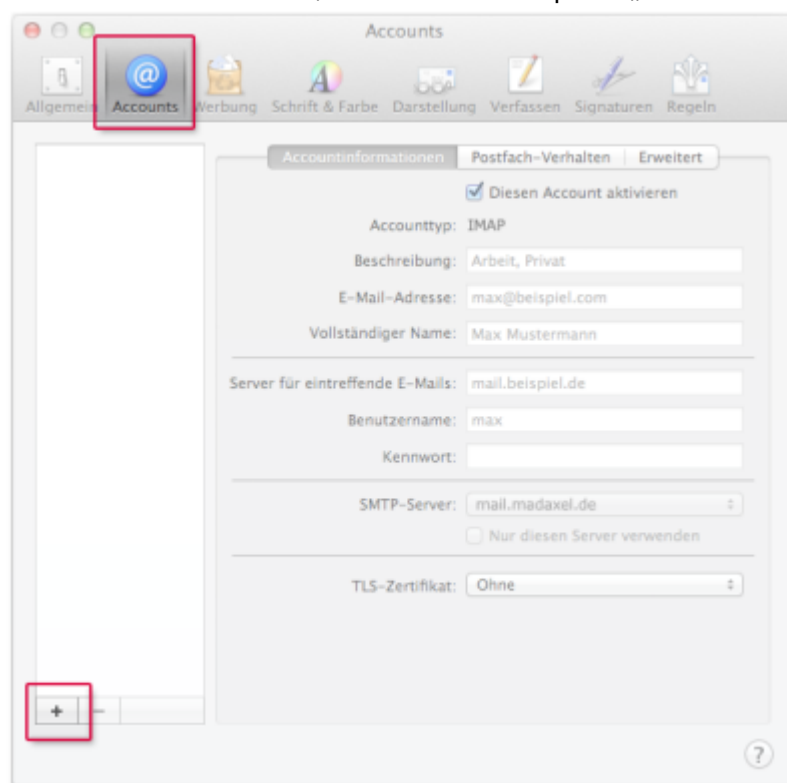 Accounts
Allgemein Accounts Werbung Schrift & Farbe Darstellung Verfassen Signaturen Regeln
Accountinformationen Postfach-Verhalten Erweitert
Diesen Account aktivieren
Accounttyp: IMAP
Beschreibung: Arbeit, Privat
E-Mail-Adresse: max@beispiel.com
Vollständiger Name: Max Mustermann
Server für eintreffende E-Mails: mail.beispiel.de
Benutzername: max
Kennwort:
SMTP-Server: mail.madaxel.de
Nur diesen Server verwenden
TLS-Zertifikat: Ohne
+ −
?